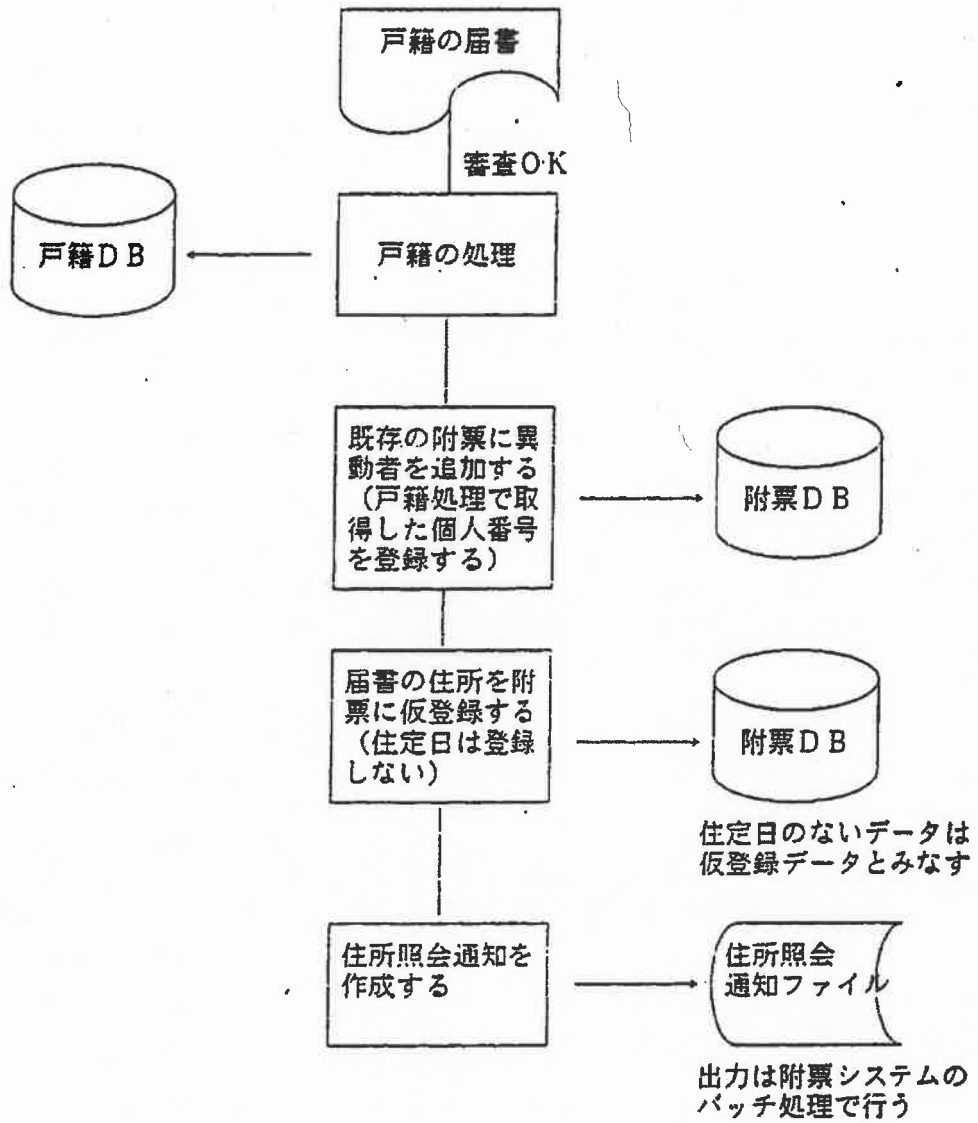 戸籍の届書
審査O・K
戸籍DB
戸籍の処理
既存の附票に異
動者を追加する
(戸籍処理で取
得した個人番号
を登録する)
附票DB
届書の住所を附
票に仮登録する
(住定日は登録
しない)
附票DB
住定日のないデータは
仮登録データとみなす
住所照会通知を
作成する
住所照会
通知ファイル
出力は附票システムの
バッチ処理で行う